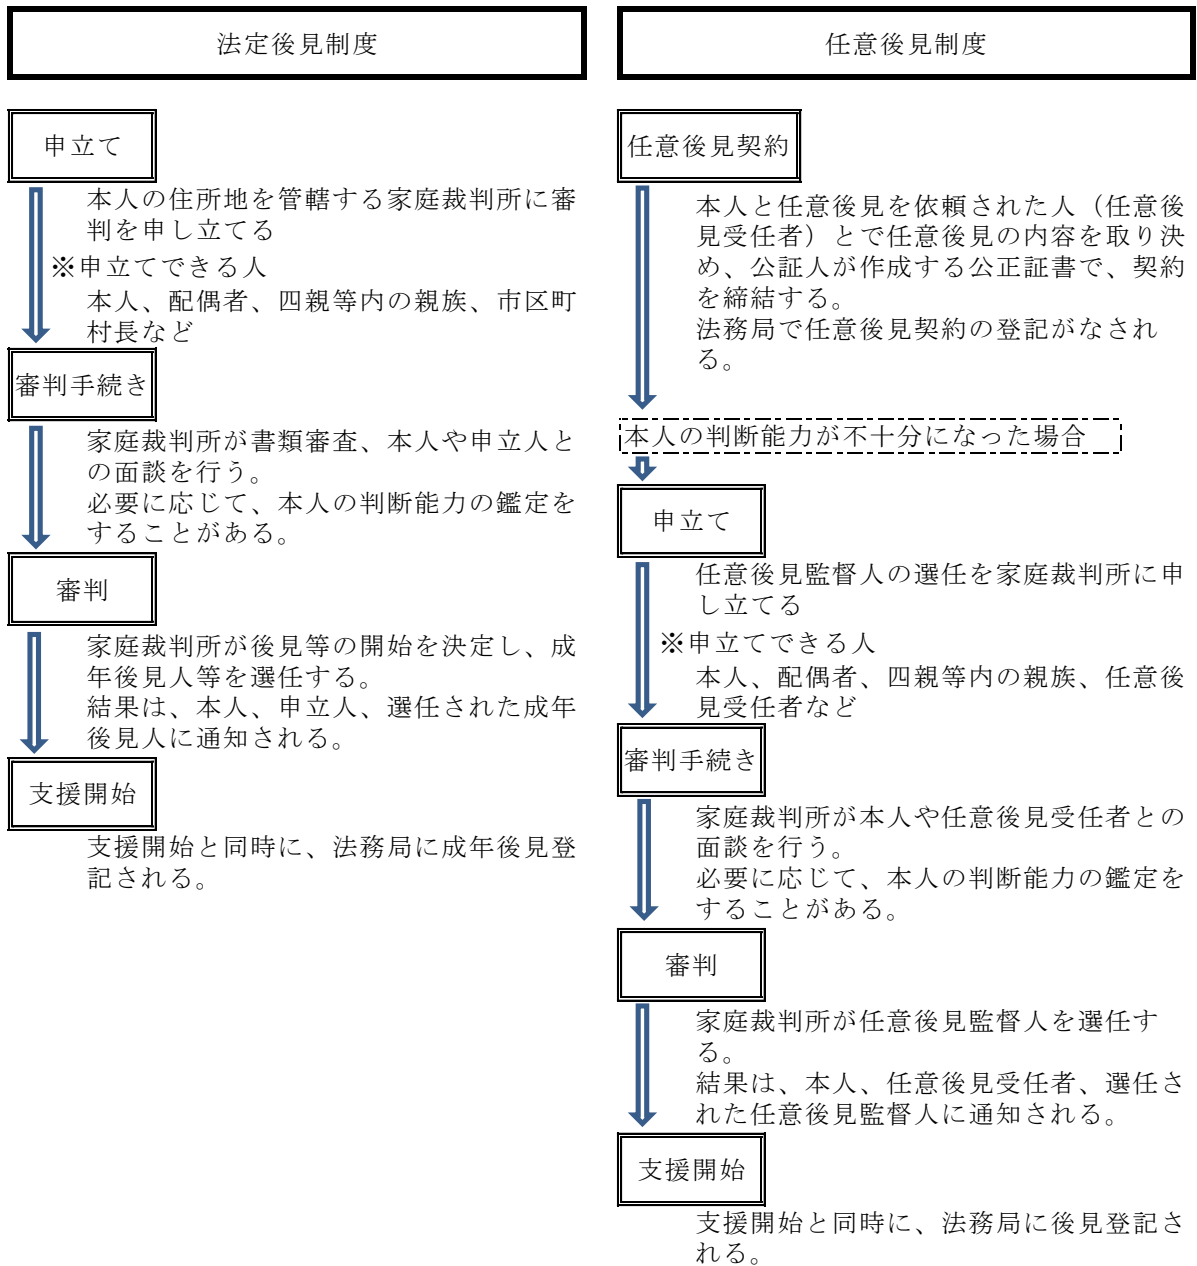 法定後見制度
申立て
本人の住所地を管轄する家庭裁判所に審
判を申し立てる
※申立てできる人
本人、配偶者、四親等内の親族、市区町
村長など
審判手続き
家庭裁判所が書類審査、本人や申立人と
の面談を行う。
必要に応じて、本人の判断能力の鑑定を
することがある。
審判
家庭裁判所が後見等の開始を決定し、成
年後見人等を選任する。
結果は、本人、申立人、選任された成年
後見人に通知される。
支援開始
支援開始と同時に、法務局に成年後見登
記される。
任意後見制度
任意後見契約
本人と任意後見を依頼された人（任意後
見受任者）とで任意後見の内容を取り決
め、公証人が作成する公正証書で、契約
を締結する。
法務局で任意後見契約の登記がなされ
る。
本人の判断能力が不十分になった場合
申立て
任意後見監督人の選任を家庭裁判所に申
し立てる
※申立てできる人
本人、配偶者、四親等内の親族、任意後
見受任者など
審判手続き
家庭裁判所が本人や任意後見受任者との
面談を行う。
必要に応じて、本人の判断能力の鑑定を
することがある。
審判
家庭裁判所が任意後見監督人を選任す
る。
結果は、本人、任意後見受任者、選任さ
れた任意後見監督人に通知される。
支援開始
支援開始と同時に、法務局に後見登記さ
れる。